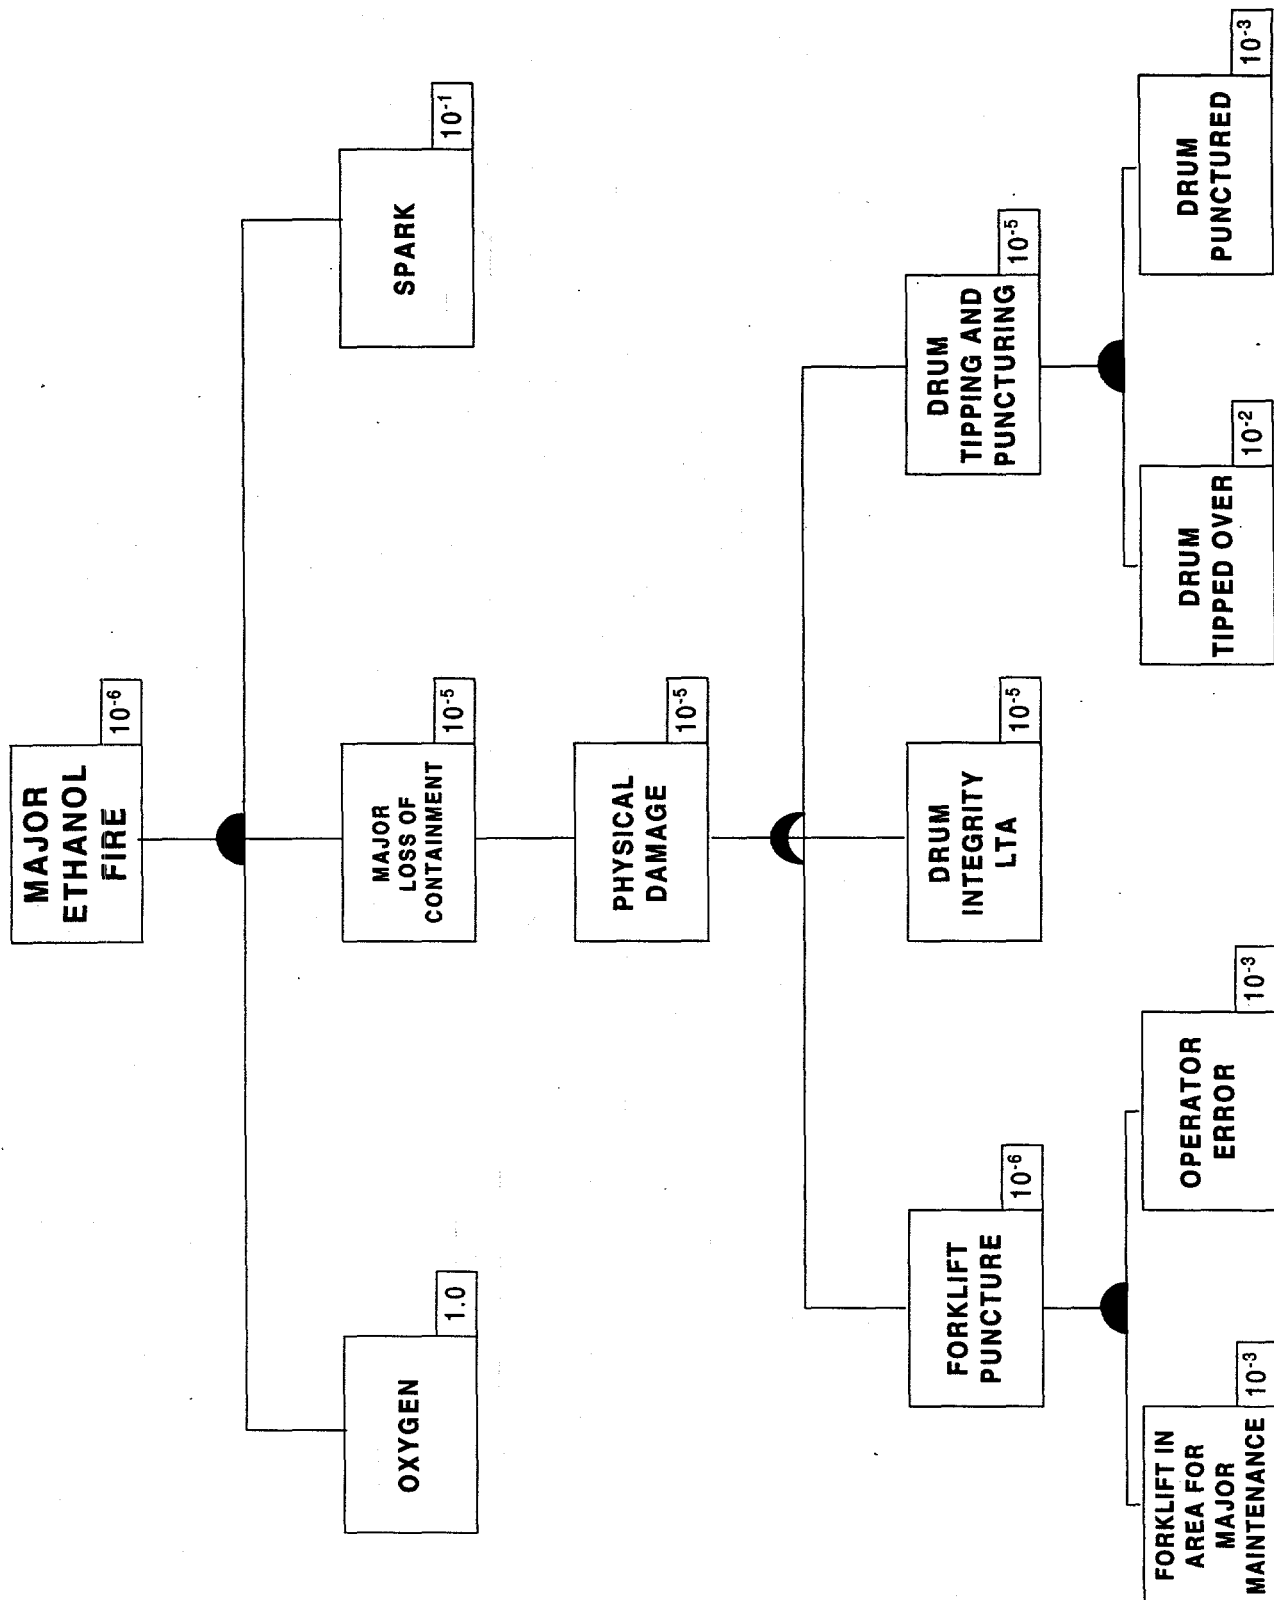 MAJOR
ETHANOL
FIRE
10⁻⁶
OXYGEN
1.0
MAJOR
LOSS OF
CONTAINMENT
10⁻⁵
SPARK
10⁻¹
PHYSICAL
DAMAGE
10⁻⁵
FORKLIFT
PUNCTURE
10⁻⁶
DRUM
INTEGRITY
LTA
10⁻⁵
DRUM
TIPPING AND
PUNCTURING
10⁻⁵
FORKLIFT IN
AREA FOR
MAJOR
MAINTENANCE
10⁻³
OPERATOR
ERROR
10⁻³
DRUM
TIPPED OVER
10⁻²
DRUM
PUNCTURED
10⁻³